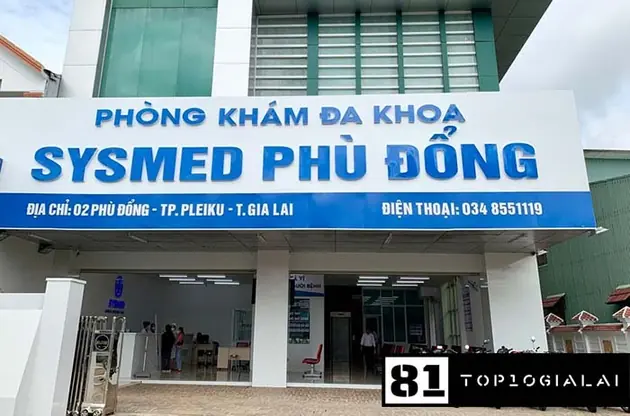 PHÒNG KHÁM ĐA KHOA
SYSMED PHÙ ĐỔNG
ĐỊA CHỈ: 02 PHÙ ĐỔNG - TP. PLEIKU - T. GIA LAI
ĐIỆN THOẠI: 034 8551119
81 TOP10GIALAI